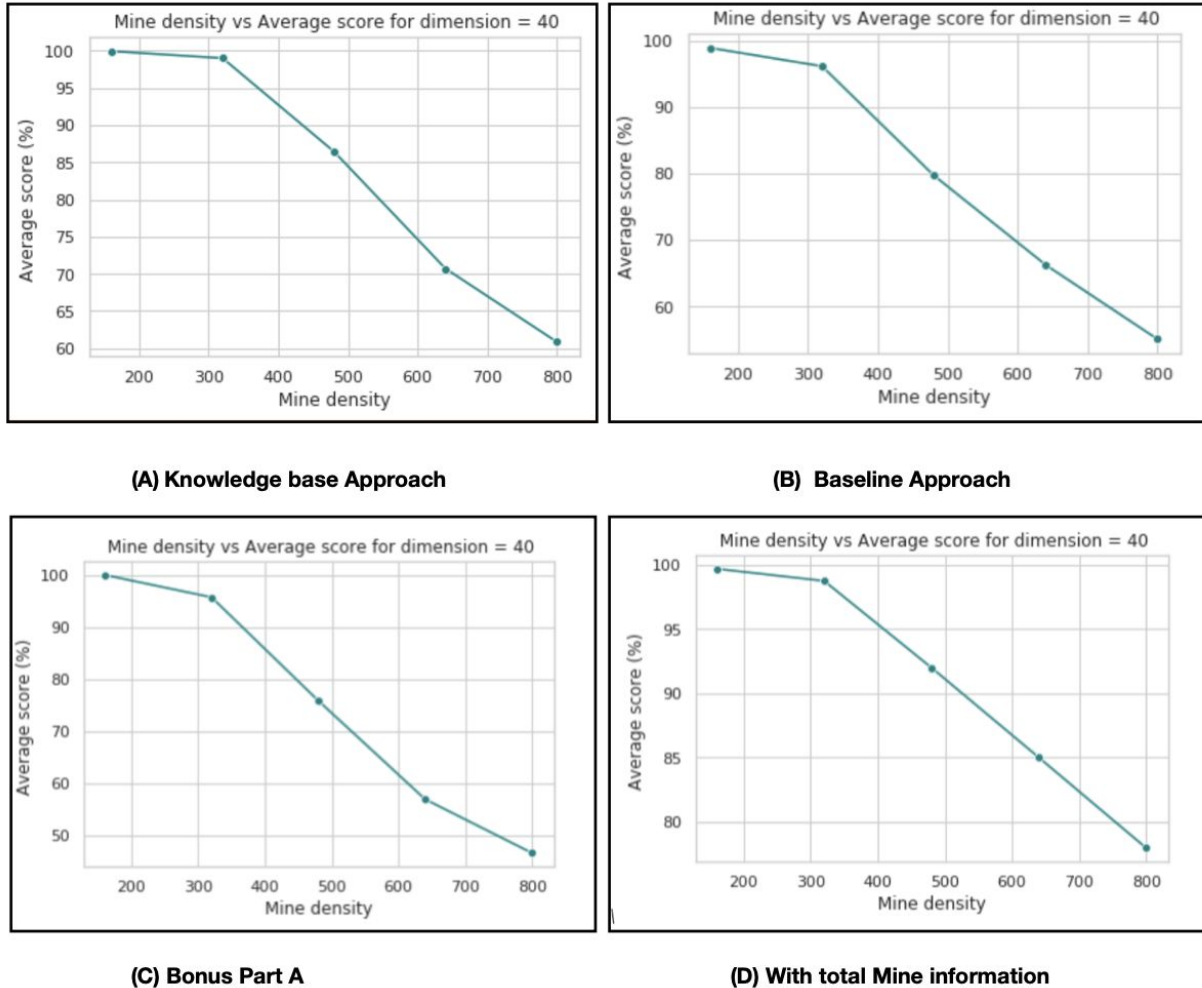 Mine density vs Average score for dimension = 40
100
95
90
85
80
75
70
65
60
Average score (%)
200 300 400 500 600 700 800
Mine density
Mine density vs Average score for dimension = 40
100
90
80
70
60
Average score (%)
200 300 400 500 600 700 800
Mine density
(A) Knowledge base Approach
(B) Baseline Approach
Mine density vs Average score for dimension = 40
100
90
80
70
60
50
Average score (%)
200 300 400 500 600 700 800
Mine density
Mine density vs Average score for dimension = 40
100
95
90
85
80
Average score (%)
200 300 400 500 600 700 800
Mine density
\
(C) Bonus Part A
(D) With total Mine information